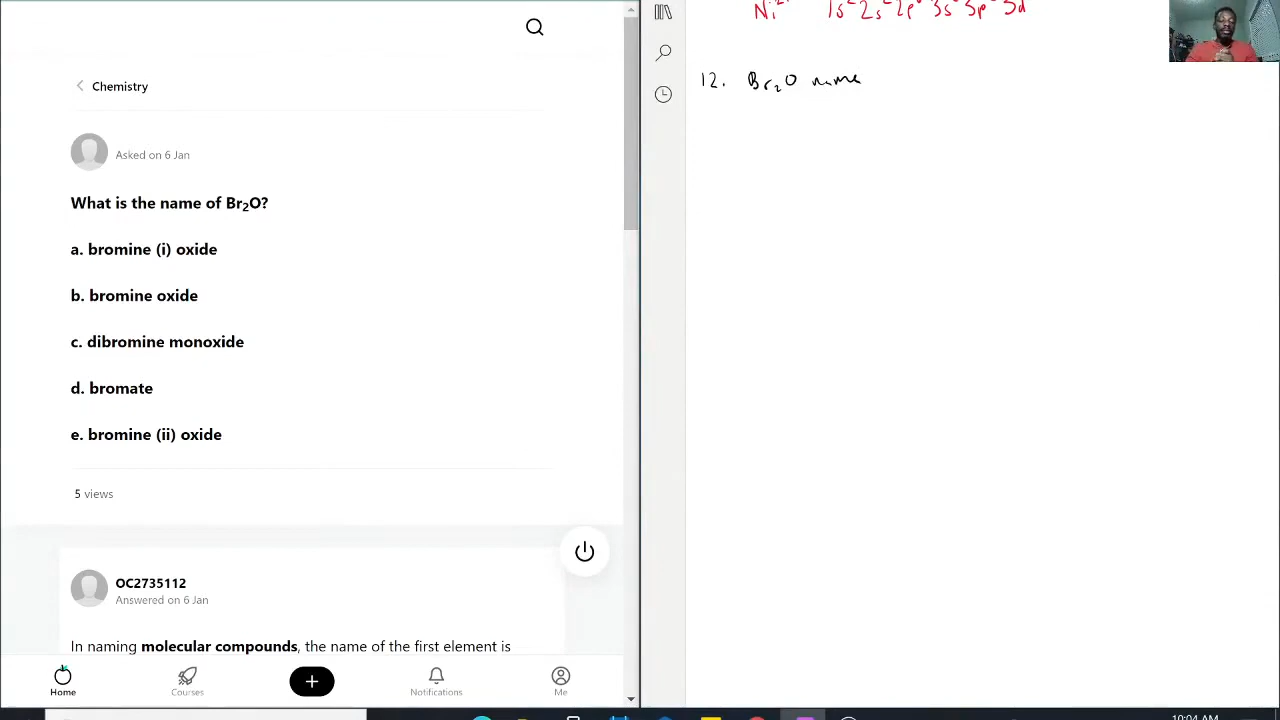 Chemistry
Asked on 6 Jan
What is the name of Br₂O?
a. bromine (i) oxide
b. bromine oxide
c. dibromine monoxide
d. bromate
e. bromine (ii) oxide
5 views
OC2735112
Answered on 6 Jan
In naming molecular compounds, the name of the first element is
Home
Courses
Notifications
Me
12. Br₂O name